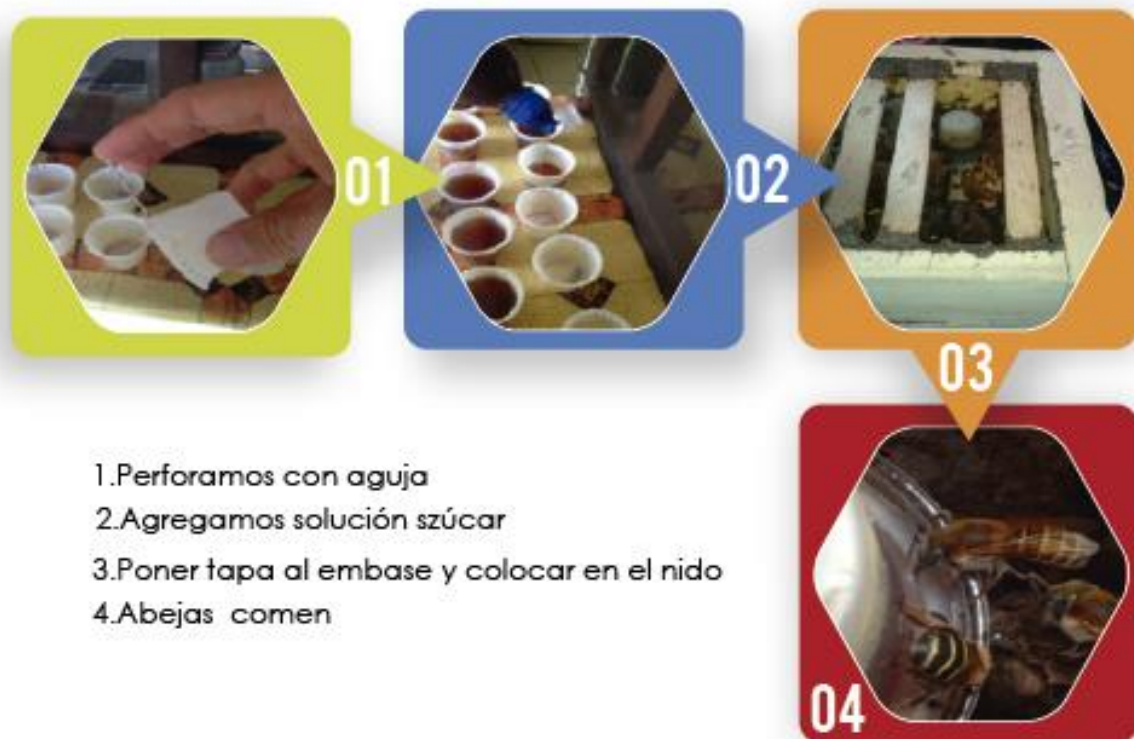 01
02
03
04
1.Perforamos con aguja
2.Agregamos solución szúcar
3.Poner tapa al embase y colocar en el nido
4.Abejas  comen